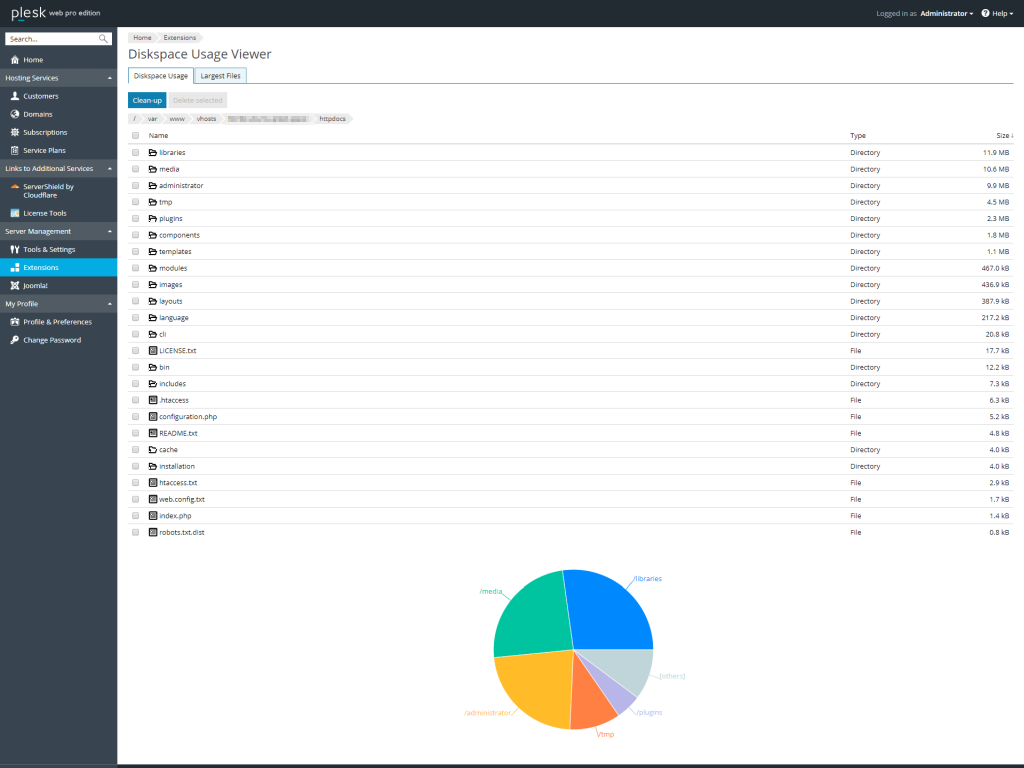 plesk web pro edition
Logged in as Administrator Help
Search...
Home
Hosting Services
Customers
Domains
Subscriptions
Service Plans
Links to Additional Services
ServerShield by
Cloudflare
License Tools
Server Management
Tools & Settings
Extensions
Joomla!
My Profile
Profile & Preferences
Change Password
Home Extensions
Diskspace Usage Viewer
Diskspace Usage Largest Files
Clean-up Delete selected
/ var www vhosts httpdocs
Name Type Size
libraries Directory 11.9 MB
media Directory 10.6 MB
administrator Directory 9.9 MB
tmp Directory 4.5 MB
plugins Directory 2.3 MB
components Directory 1.8 MB
templates Directory 1.1 MB
modules Directory 467.0 kB
images Directory 436.9 kB
layouts Directory 387.9 kB
language Directory 217.2 kB
cli Directory 20.8 kB
LICENSE.txt File 17.7 kB
bin Directory 12.2 kB
includes Directory 7.3 kB
.htaccess File 6.3 kB
configuration.php File 5.2 kB
README.txt File 4.8 kB
cache Directory 4.0 kB
installation Directory 4.0 kB
htaccess.txt File 2.9 kB
web.config.txt File 1.7 kB
index.php File 1.4 kB
robots.txt.dist File 0.8 kB
/libraries
/media
[others]
/administrator
/plugins
/tmp